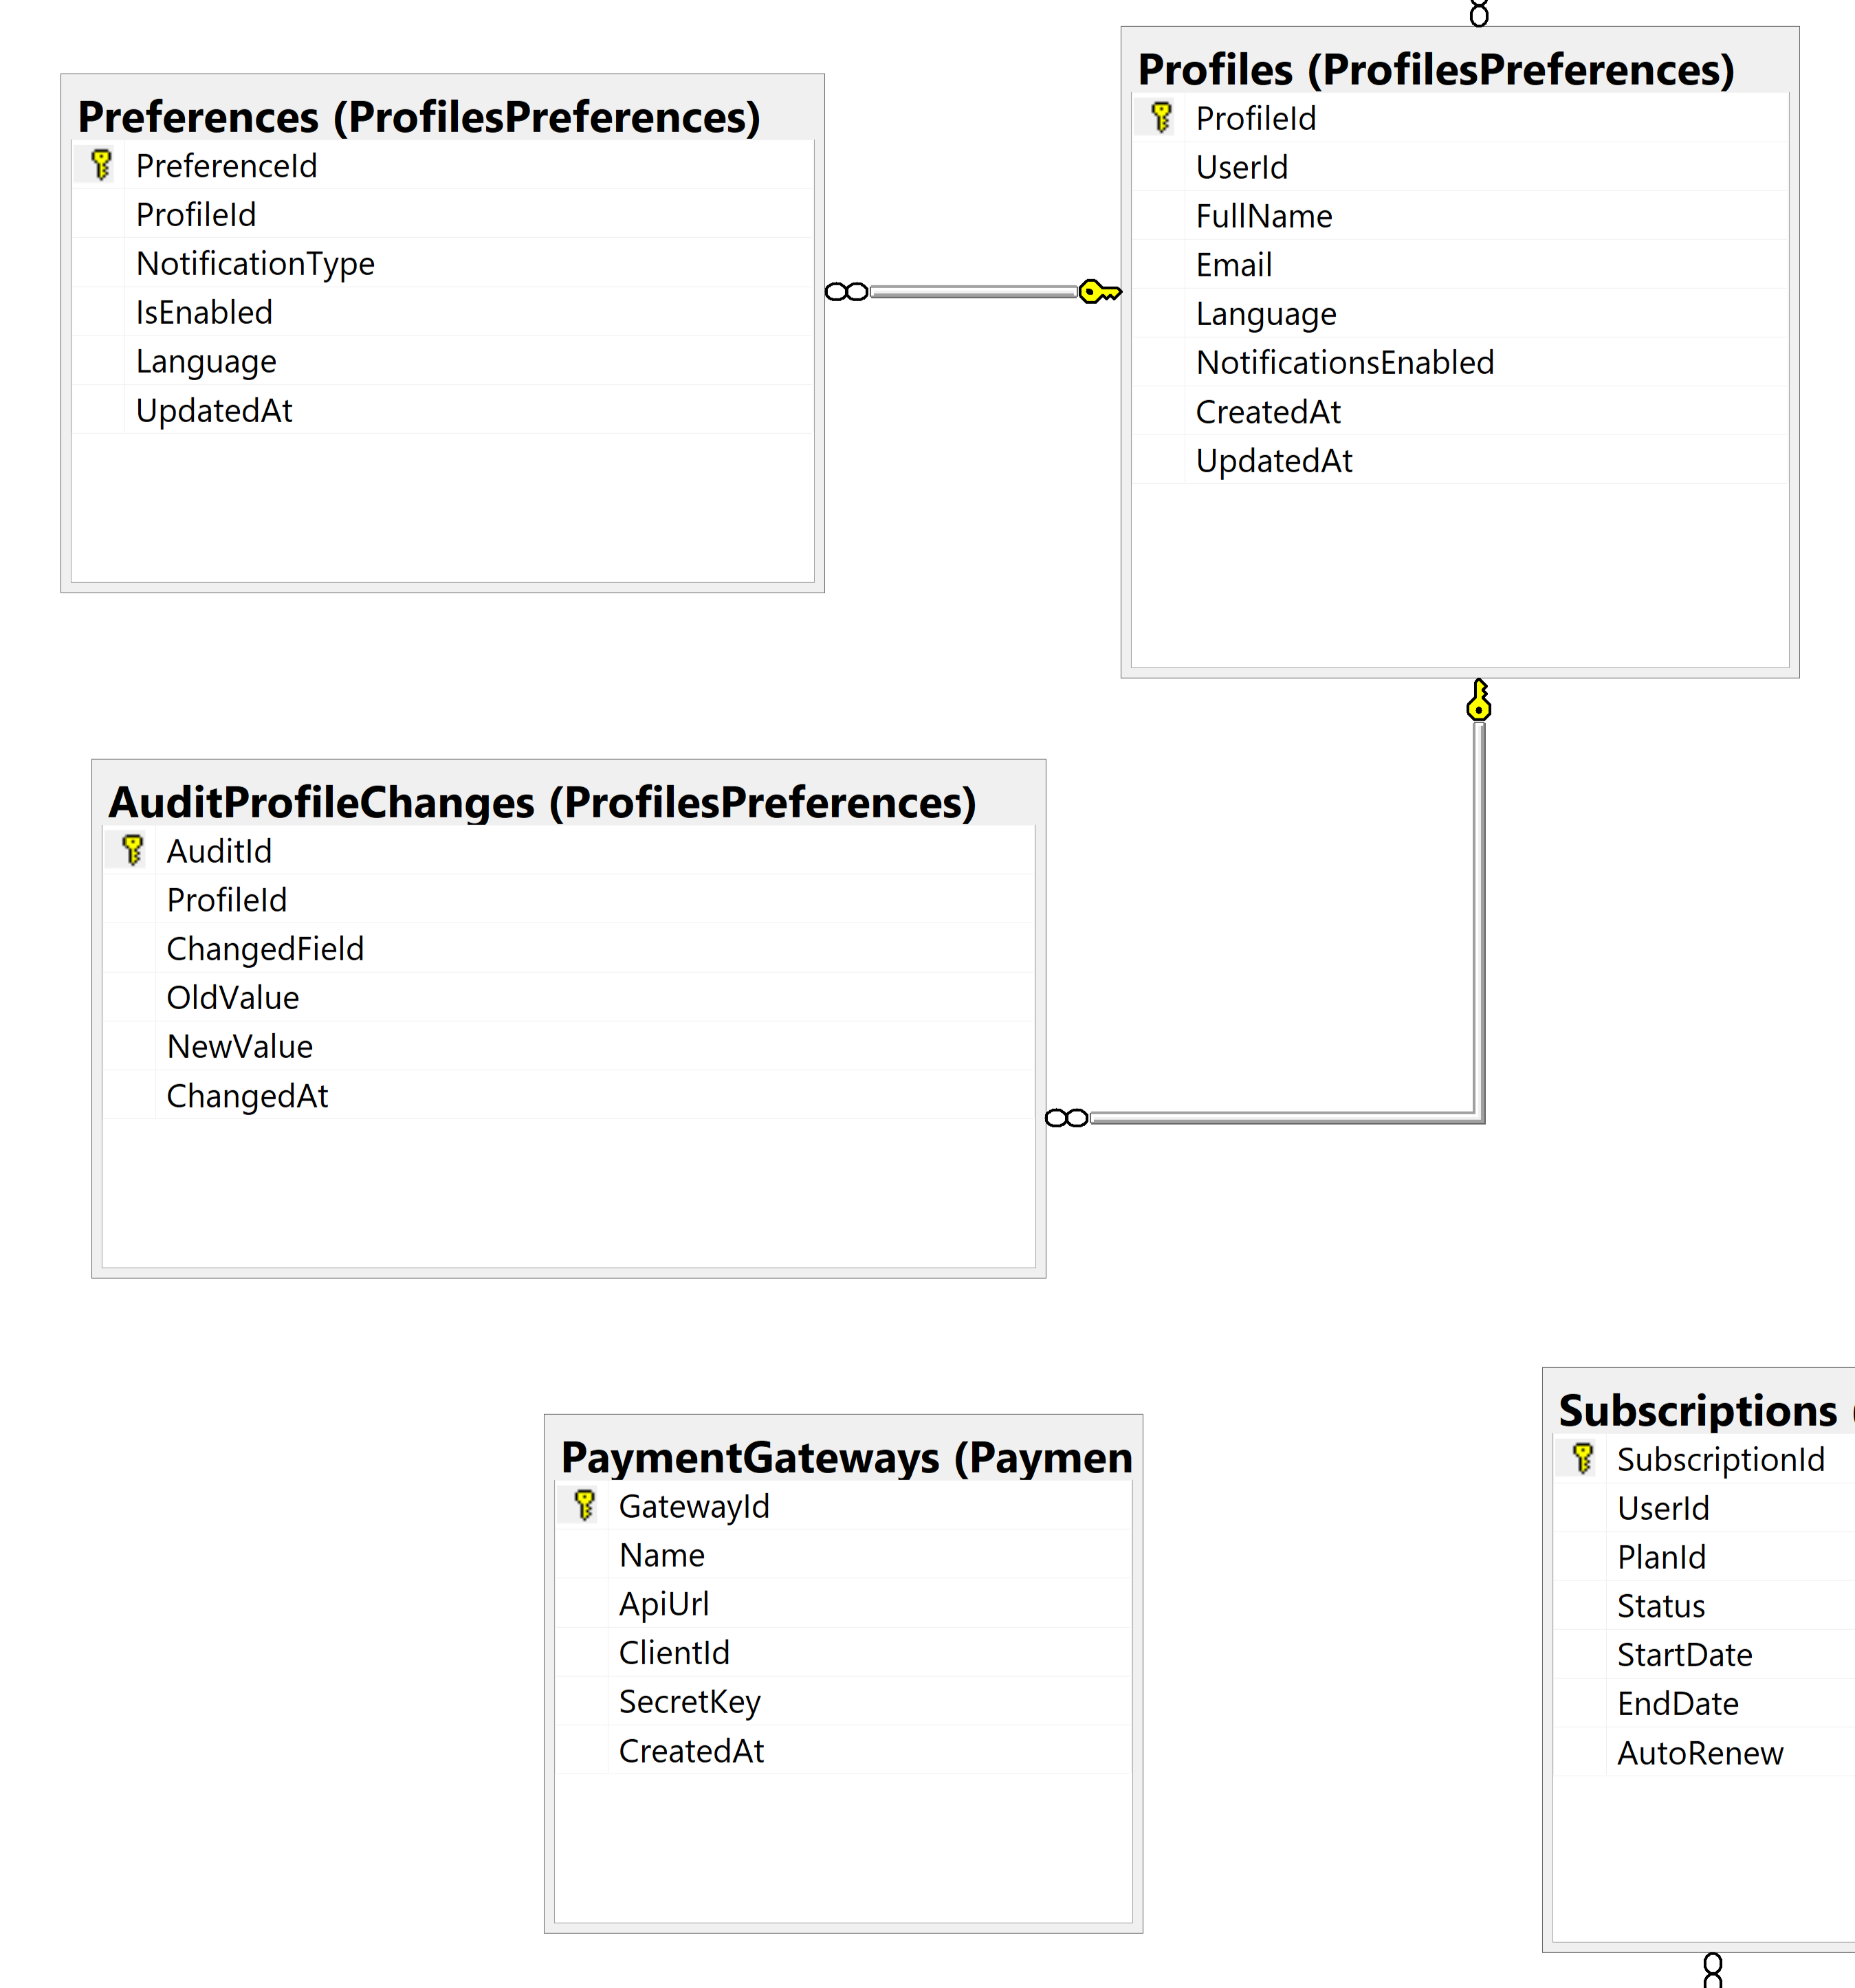 Preferences (ProfilesPreferences)
PreferenceId
ProfileId
NotificationType
IsEnabled
Language
UpdatedAt
Profiles (ProfilesPreferences)
ProfileId
UserId
FullName
Email
Language
NotificationsEnabled
CreatedAt
UpdatedAt
AuditProfileChanges (ProfilesPreferences)
AuditId
ProfileId
ChangedField
OldValue
NewValue
ChangedAt
PaymentGateways (Paymen
GatewayId
Name
ApiUrl
ClientId
SecretKey
CreatedAt
Subscriptions (
SubscriptionId
UserId
PlanId
Status
StartDate
EndDate
AutoRenew